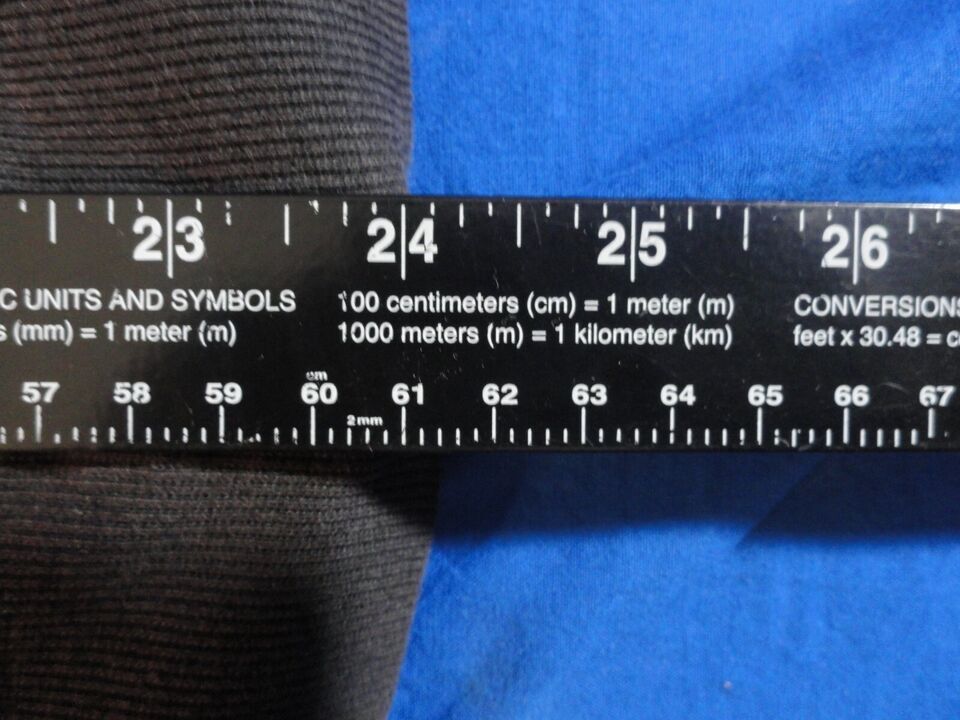 23 24 25 26
C UNITS AND SYMBOLS 100 centimeters (cm) = 1 meter (m) CONVERSIONS
s (mm) = 1 meter (m) 1000 meters (m) = 1 kilometer (km) feet x 30.48 = c
cm
57 58 59 60 61 62 63 64 65 66 67
2mm